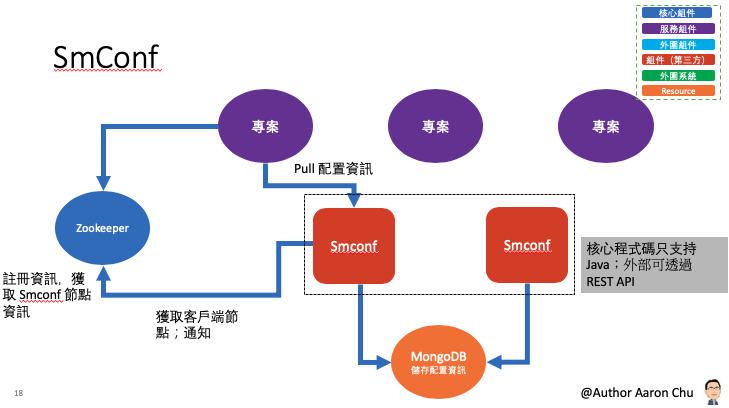 SmConf
核心組件
服務組件
外圍組件
組件（第三方）
外圍系統
Resource
專案
專案
專案
Pull 配置資訊
Zookeeper
Smconf
Smconf
核心程式碼只支持
Java；外部可透過
REST API
註冊資訊，獲
取 Smconf 節點
資訊
獲取客戶端節
點；通知
MongoDB
儲存配置資訊
18
@Author Aaron Chu